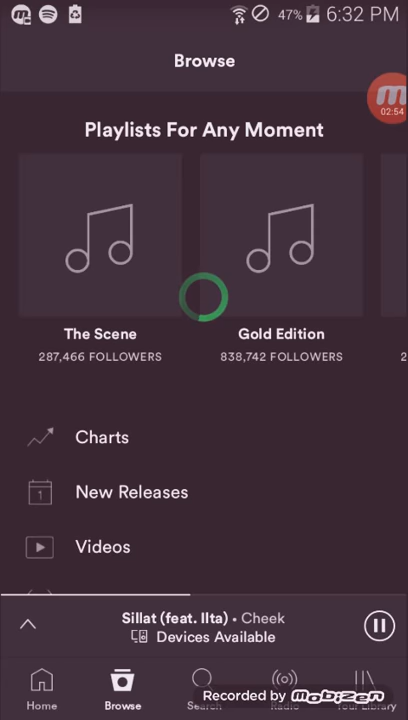 47% 6:32 PM
Browse
02:54
Playlists For Any Moment
The Scene
Gold Edition
287,466 FOLLOWERS
838,742 FOLLOWERS
2
Charts
1
New Releases
Videos
Sillat (feat. Ilta) • Cheek
Devices Available
Home
Browse
Search
Radio
Your Library
Recorded by mobizen